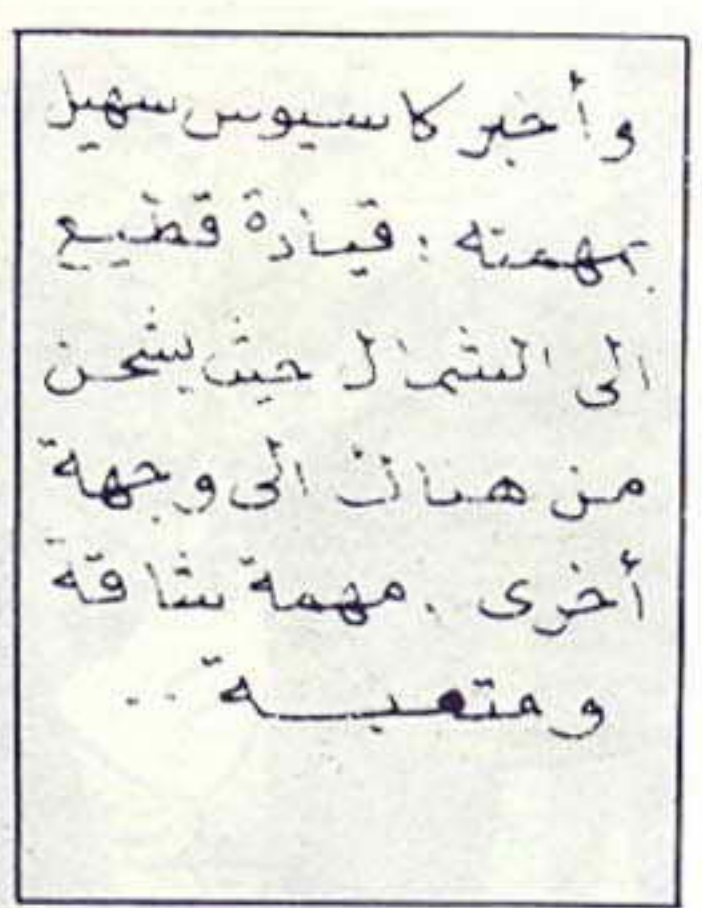 وأخبر كاسيوس سهيل
بمهمته : قيادة قطيع
الى الشمال حيث يشحن
من هناك الى وجهة
أخرى . مهمة شاقة
ومتعبـــة ..